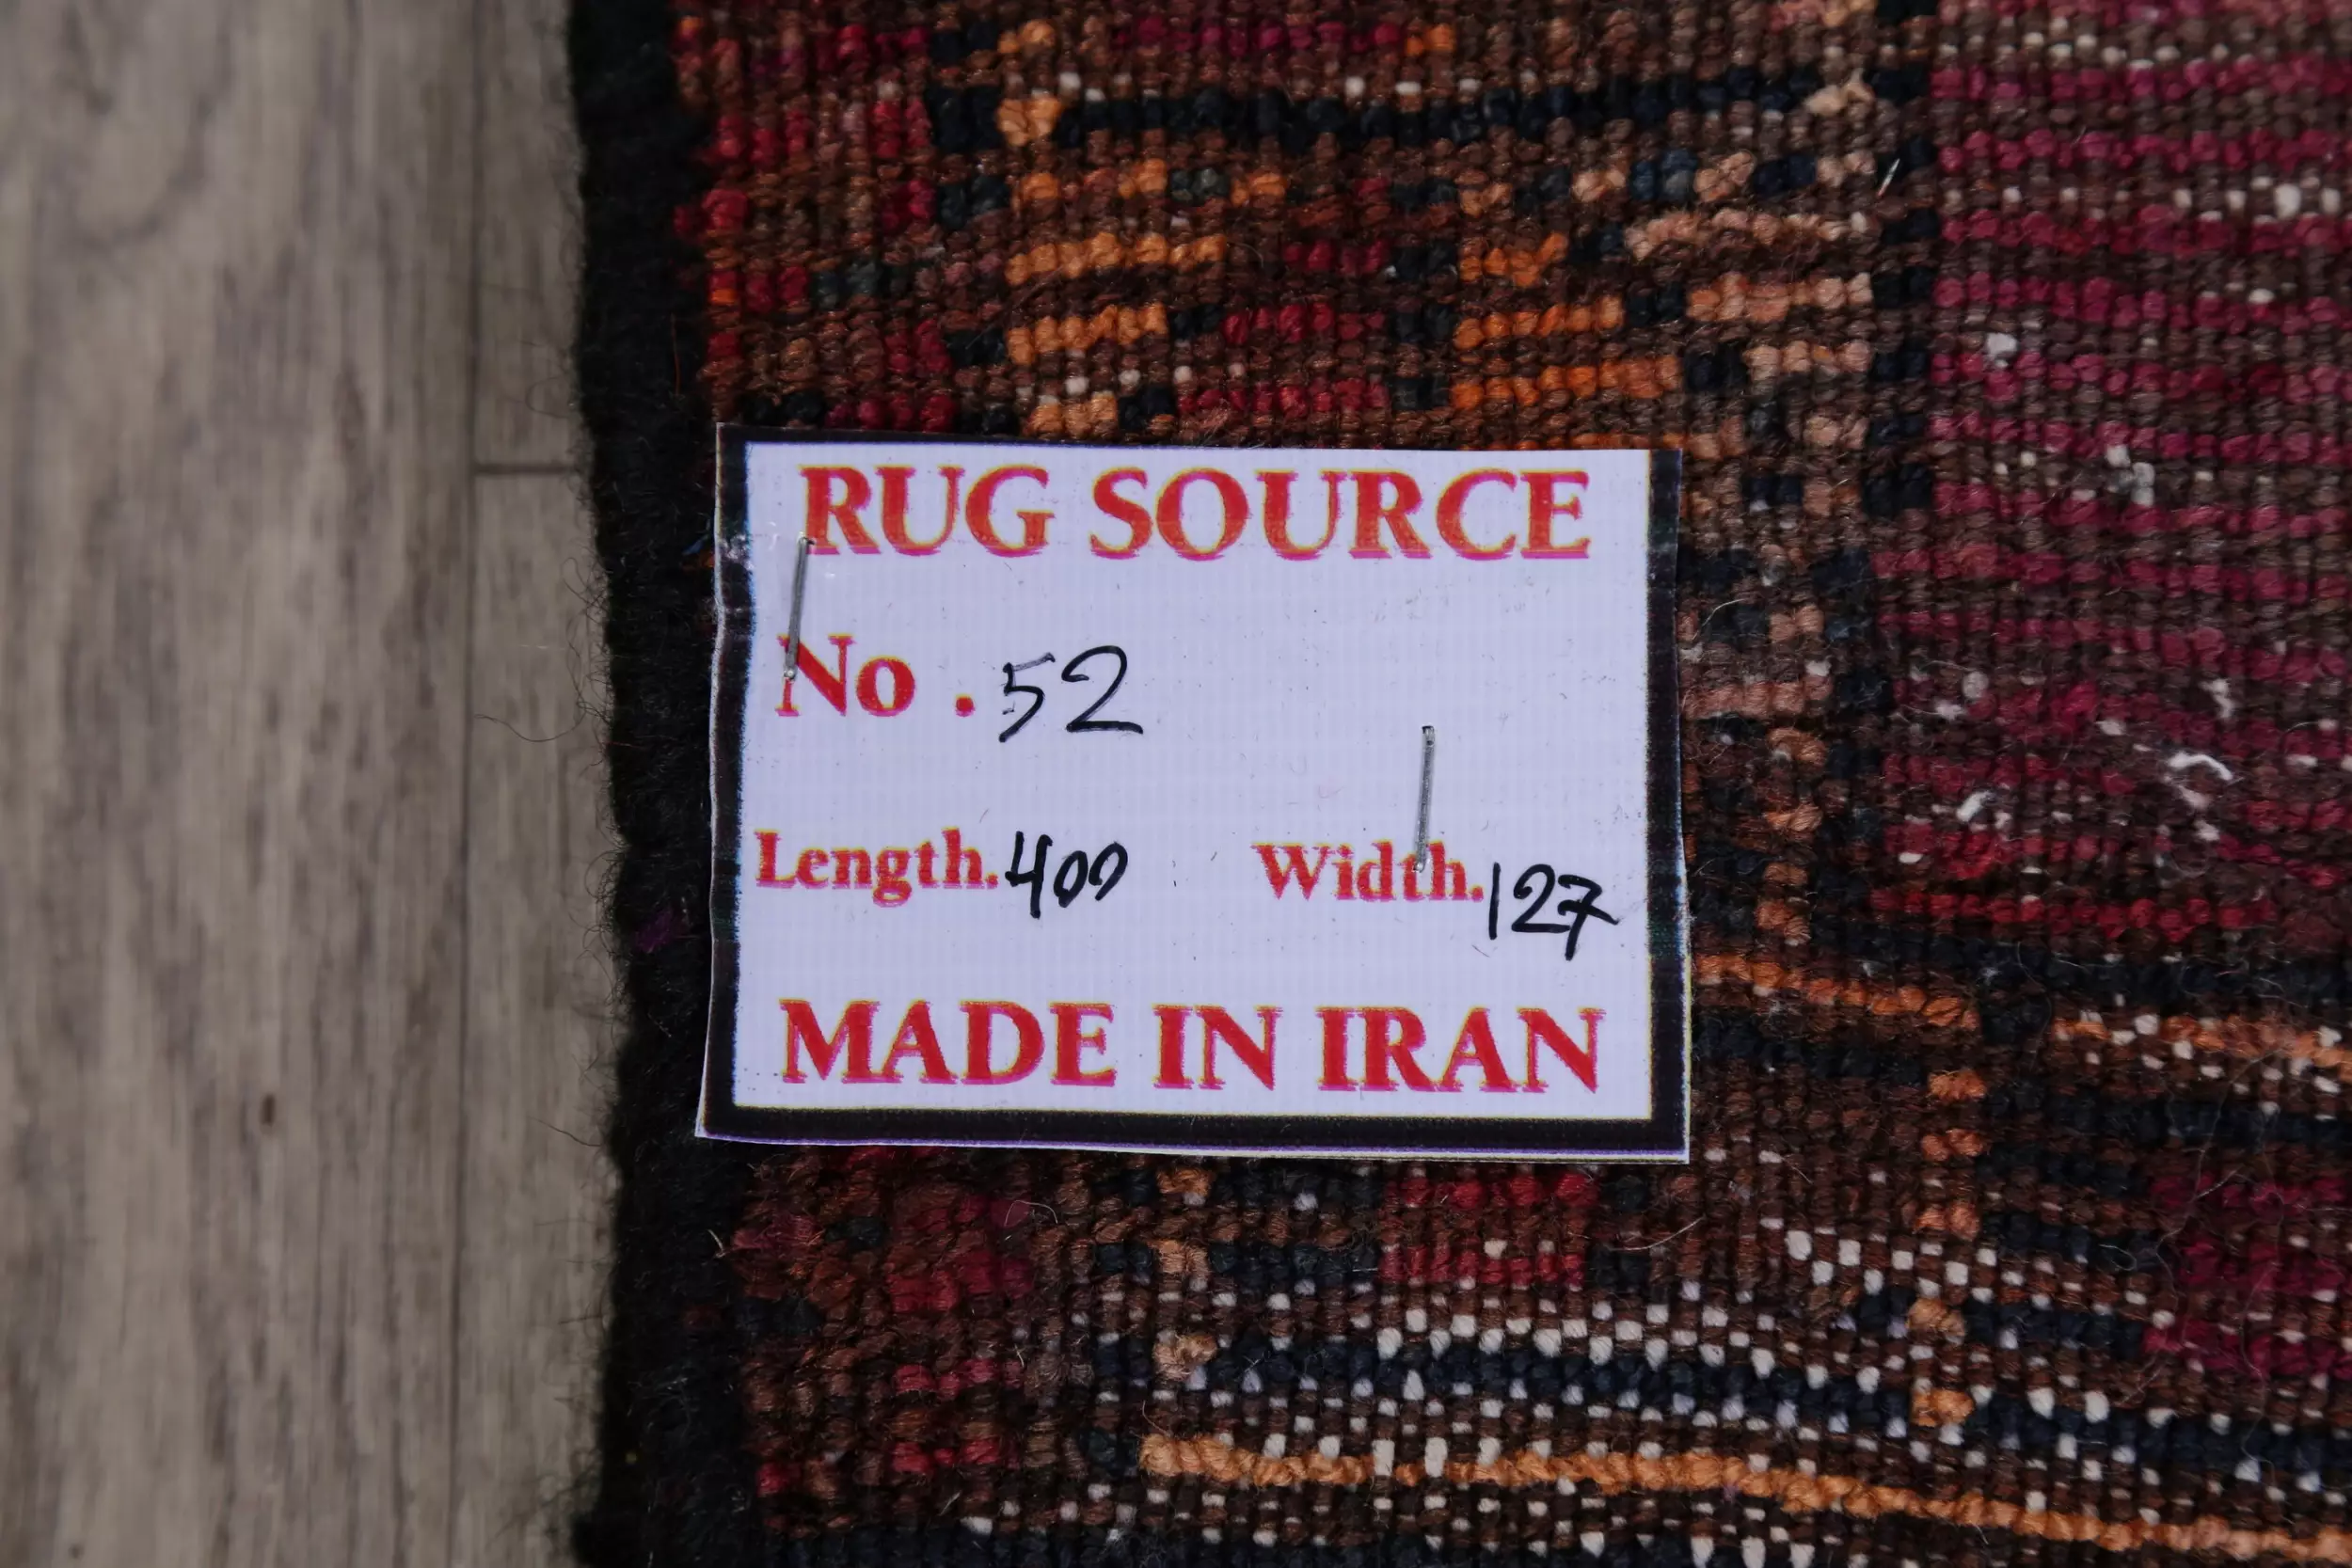 RUG SOURCE
No . 52
Length. 400 Width. 127
MADE IN IRAN